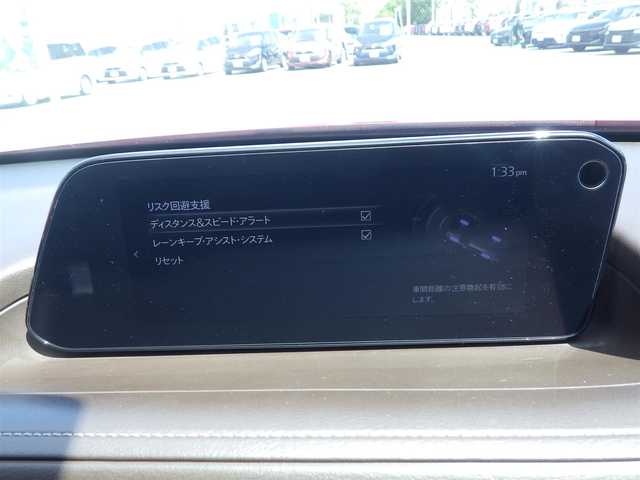 1:33 pm
リスク回避支援
ディスタンス&スピード・アラート
レーンキープ・アシスト・システム
リセット
車間距離の注意喚起を有効に
します。